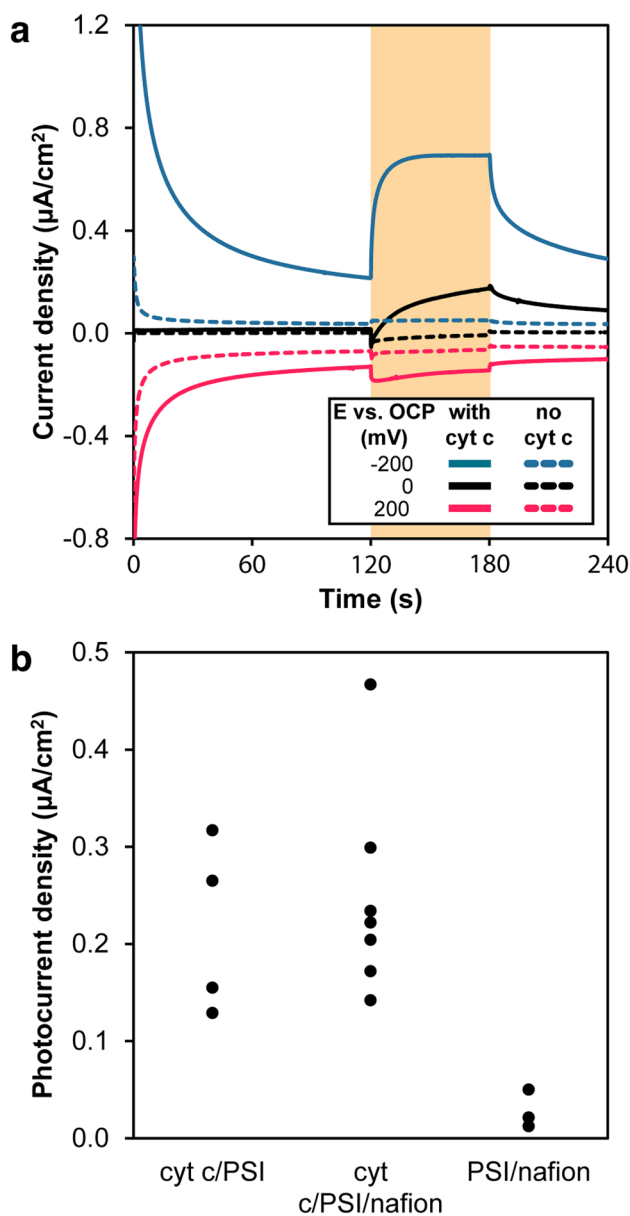 a
1.2
0.8
0.4
0.0
-0.4
-0.8
Current density (µA/cm²)
E vs. OCP with no
(mV) cyt c cyt c
-200
0
200
0 60 120 180 240
Time (s)
b
0.5
0.4
0.3
0.2
0.1
0.0
Photocurrent density (µA/cm²)
cyt c/PSI cyt PSI/nafion
c/PSI/nafion